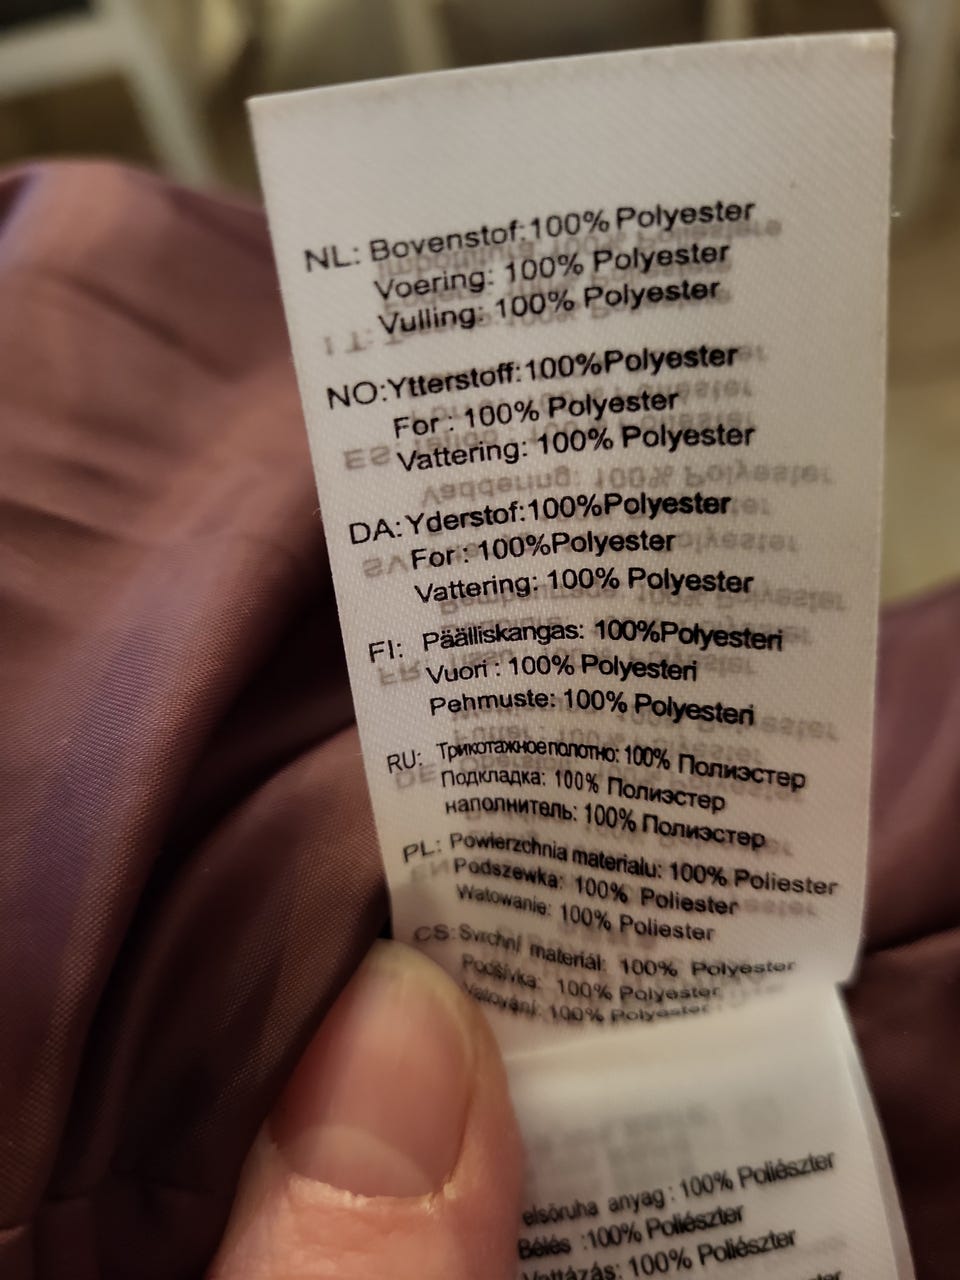 NL: Bovenstof:100% Polyester
Voering: 100% Polyester
Vulling: 100% Polyester
NO:Ytterstoff:100%Polyester
For : 100% Polyester
Vattering: 100% Polyester
DA:Yderstof:100%Polyester
For : 100%Polyester
Vattering: 100% Polyester
FI: Päälliskangas: 100%Polyesteri
Vuori : 100% Polyesteri
Pehmuste: 100% Polyesteri
RU: Трикотажное полотно: 100% Полиэстер
Подкладка: 100% Полиэстер
наполнитель: 100% Полиэстер
PL: Powierzchnia materialu: 100% Poliester
Podszewka: 100% Poliester
Watowanie: 100% Poliester
CS: Svrchní materiál: 100% Polyester
Podšívka: 100% Polyester
Vatování: 100% Polyester
elsóruha anyag : 100% Poliészter
Bélés :100% Poliészter
Vattázás: 100% Poliészter